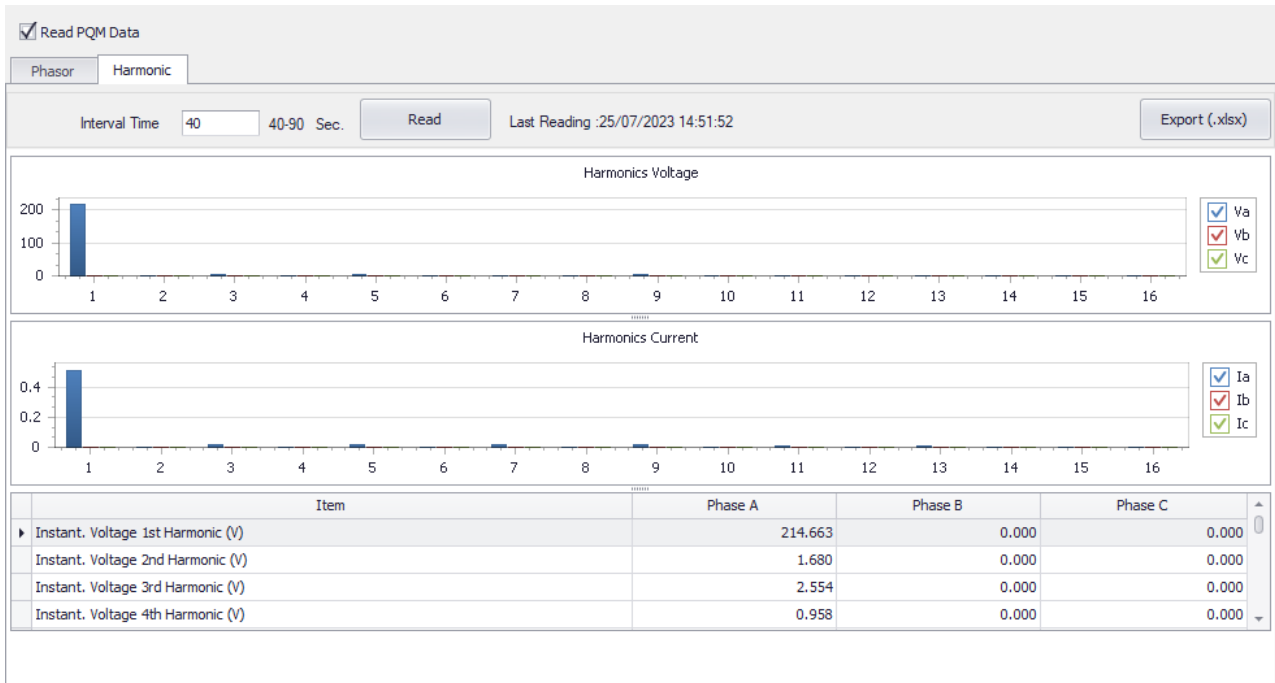 Read PQM Data
Phasor Harmonic
Interval Time 40 40-90 Sec. Read Last Reading :25/07/2023 14:51:52 Export (.xlsx)
Harmonics Voltage
200
100
0
1 2 3 4 5 6 7 8 9 10 11 12 13 14 15 16
Va
Vb
Vc
Harmonics Current
0.4
0.2
0
1 2 3 4 5 6 7 8 9 10 11 12 13 14 15 16
Ia
Ib
Ic
Item Phase A Phase B Phase C
Instant. Voltage 1st Harmonic (V) 214.663 0.000 0.000
Instant. Voltage 2nd Harmonic (V) 1.680 0.000 0.000
Instant. Voltage 3rd Harmonic (V) 2.554 0.000 0.000
Instant. Voltage 4th Harmonic (V) 0.958 0.000 0.000